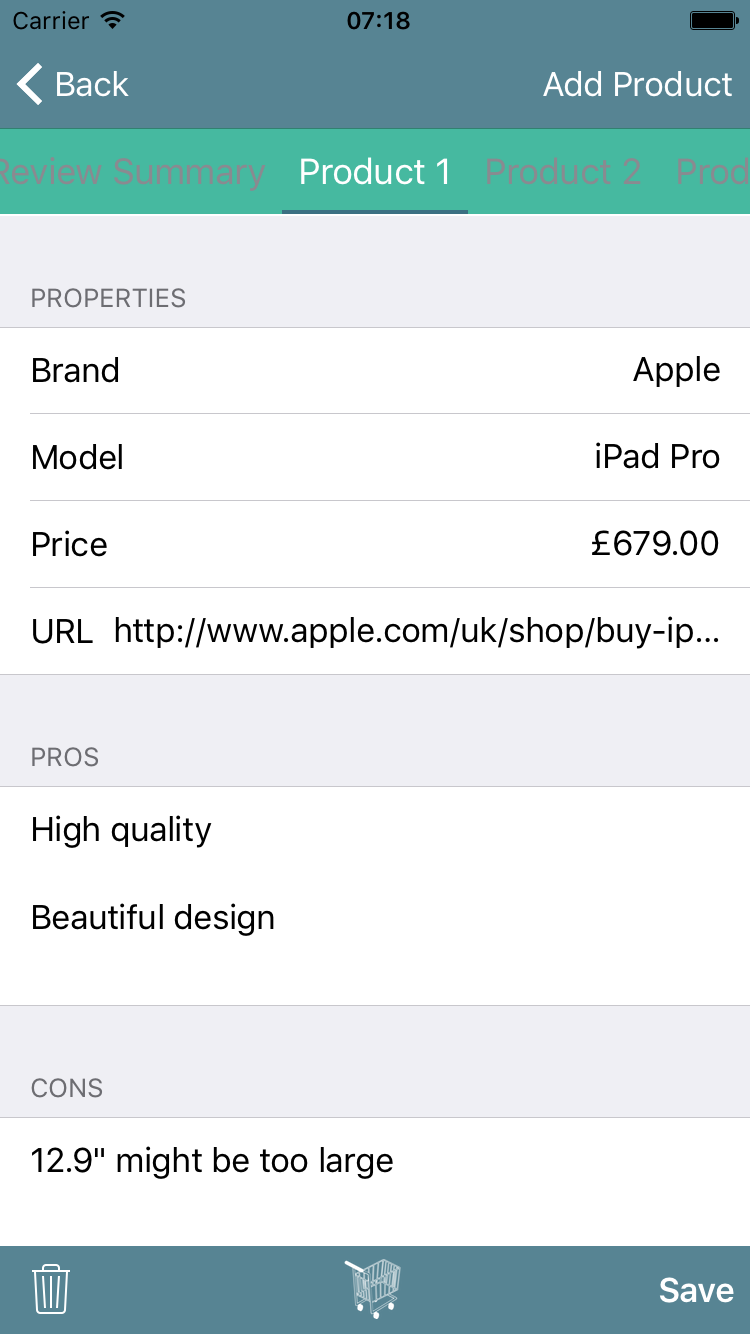 Carrier 07:18
Back Add Product
Review Summary Product 1 Product 2 Prod
PROPERTIES
Brand Apple
Model iPad Pro
Price £679.00
URL http://www.apple.com/uk/shop/buy-ip...
PROS
High quality
Beautiful design
CONS
12.9" might be too large
Save